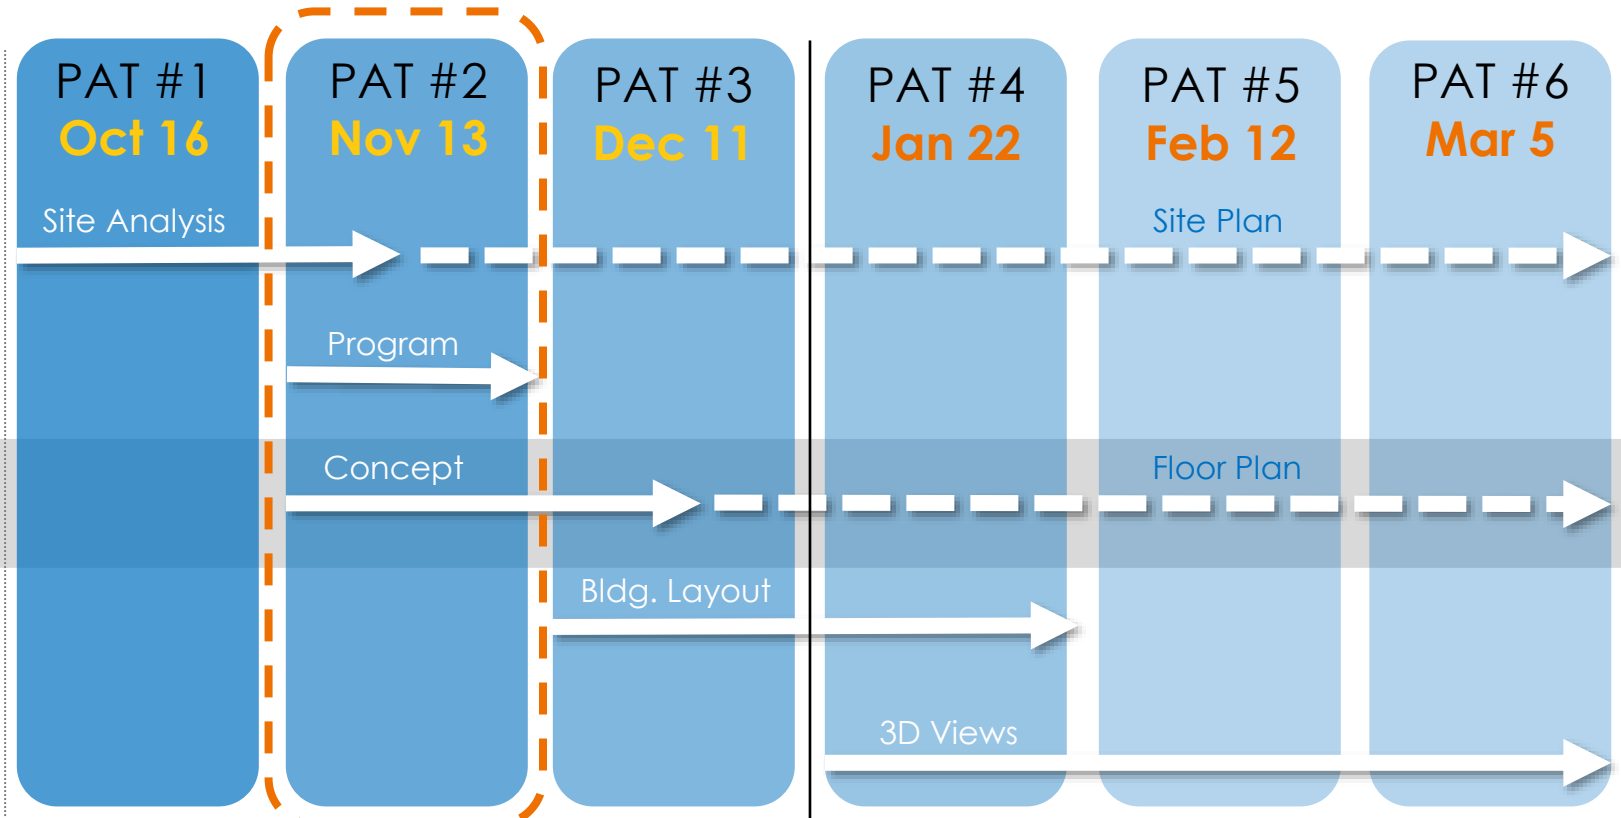 PAT #1
Oct 16
PAT #2
Nov 13
PAT #3
Dec 11
PAT #4
Jan 22
PAT #5
Feb 12
PAT #6
Mar 5
Site Analysis
Site Plan
Program
Concept
Floor Plan
Bldg. Layout
3D Views